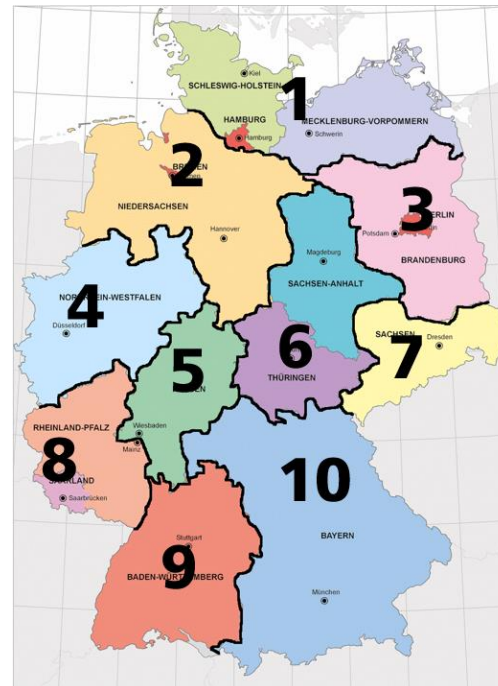 Kiel
SCHLESWIG-HOLSTEIN
1
HAMBURG
MECKLENBURG-VORPOMMERN
Hamburg
Schwerin
2
NIEDERSACHSEN
Hannover
3
Potsdam
BRANDENBURG
Magdeburg
SACHSEN-ANHALT
4
Düsseldorf
5
6
THÜRINGEN
SACHSEN
Dresden
7
RHEINLAND-PFALZ
Wiesbaden
Mainz
8
Saarbrücken
10
BAYERN
Stuttgart
9
München